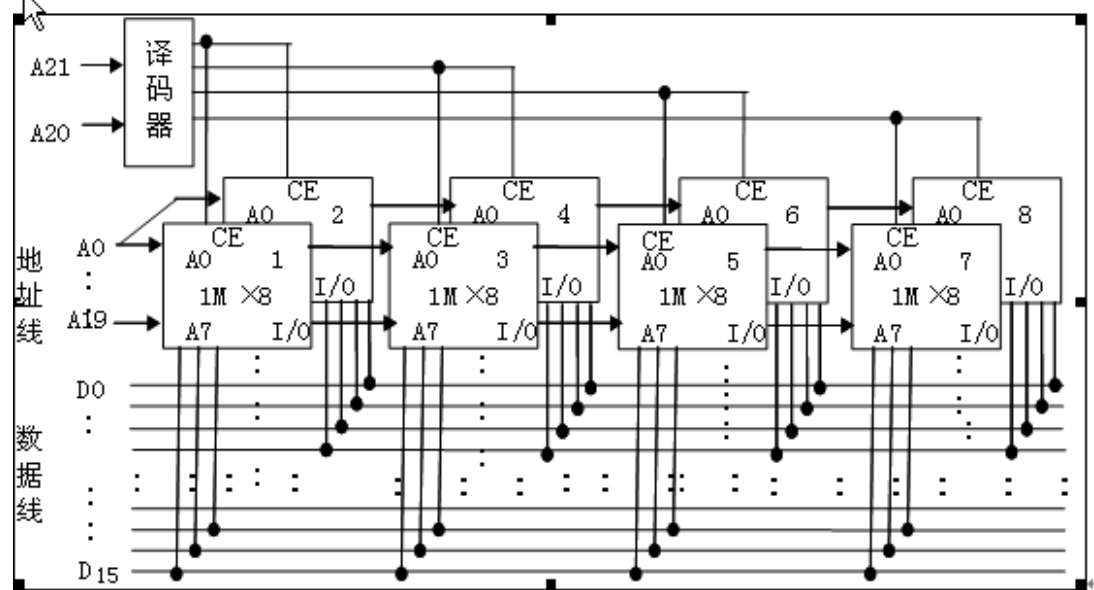 译码器
A21
A20
CE
A0 2
CE
A0 4
CE
A0 6
CE
A0 8
地址线
A0
A19
CE
A0 1
1M ×8
A7 I/O
I/O
CE
A0 3
1M ×8
A7 I/O
I/O
CE
A0 5
1M ×8
A7 I/O
I/O
CE
A0 7
1M ×8
A7 I/O
I/O
数据线
D0
D15